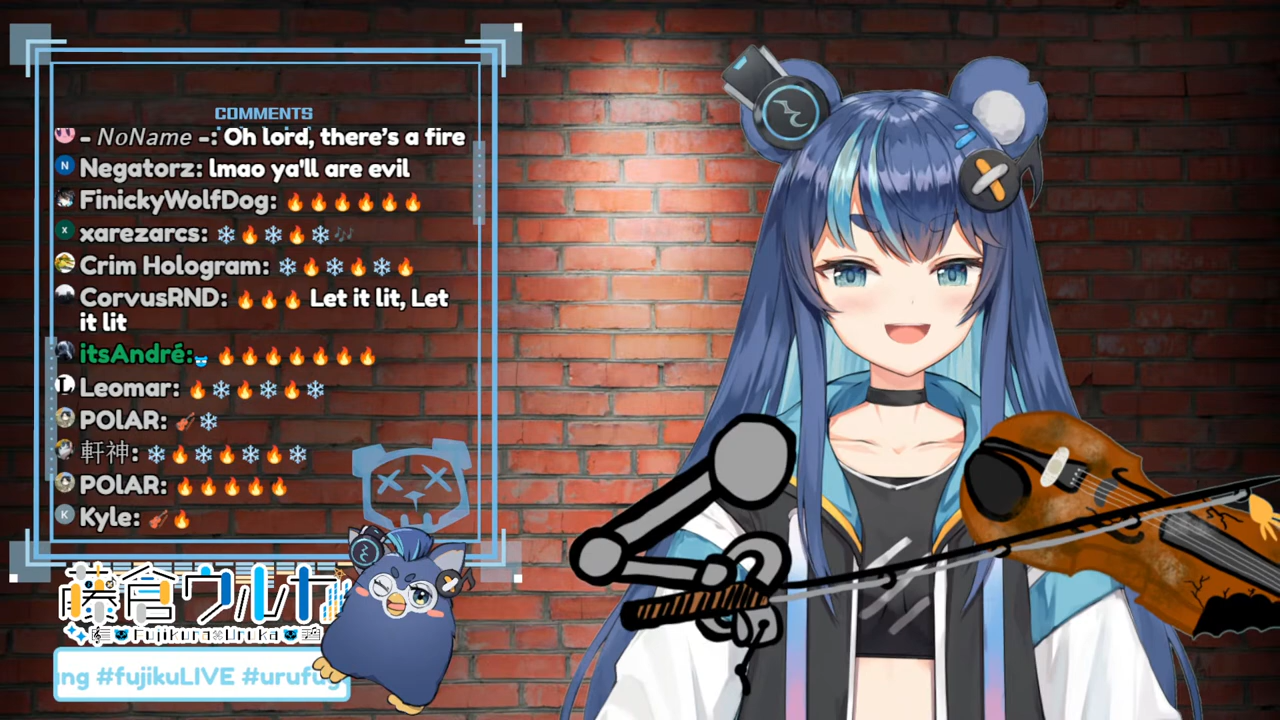 COMMENTS
- NoName -: Oh lord, there's a fire
Negatorz: lmao ya'll are evil
FinickyWolfDog: 🔥🔥🔥🔥🔥🔥
xarezarcs: ❄🔥❄🔥❄🎶
Crim Hologram: ❄🔥❄🔥❄🔥
CorvusRND: 🔥🔥🔥 Let it lit, Let
it lit
itsAndré: 🔥🔥🔥🔥🔥🔥🔥
Leomar: 🔥❄🔥❄🔥❄
POlAR: 🎻❄
軒神: ❄🔥❄🔥❄🔥❄
POlAR: 🔥🔥🔥🔥🔥
Kyle: 🎻🔥
藤倉ウルカ
Fujikura Uruka
ng #fujikuLIVE #urufu